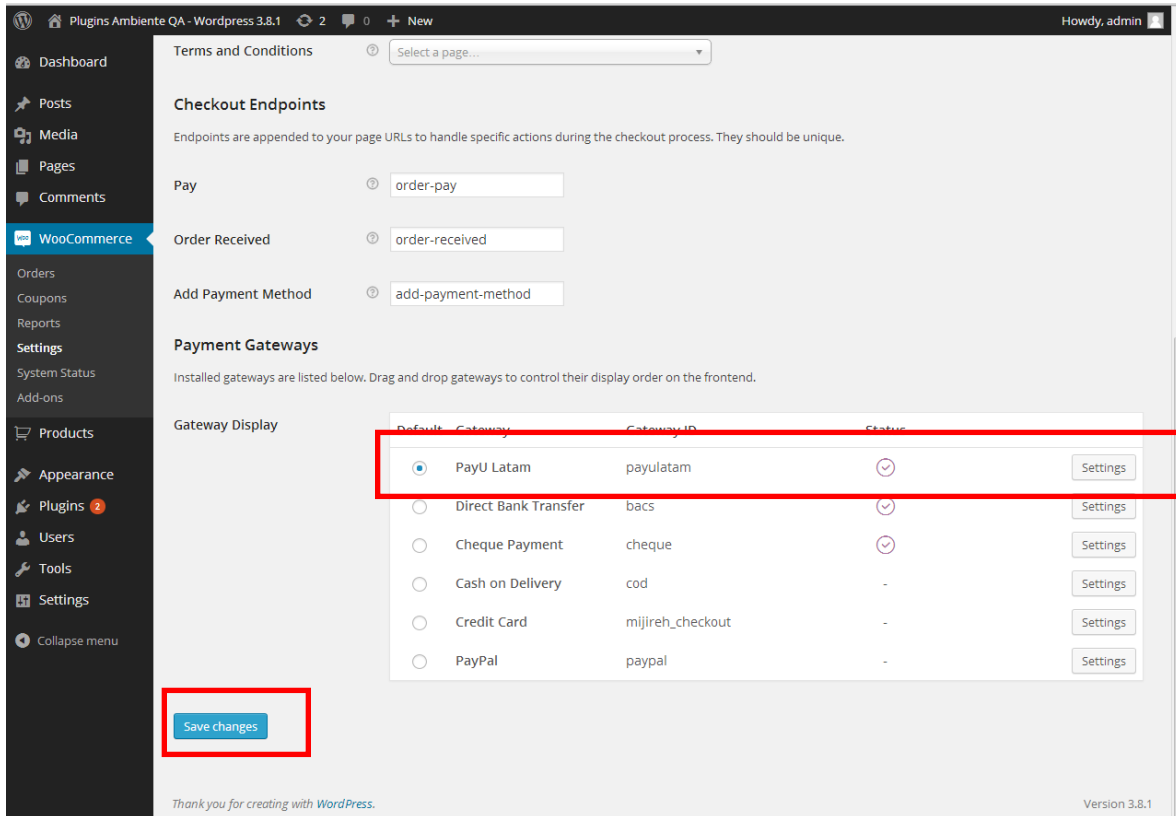 Plugins Ambiente QA - Wordpress 3.8.1 2 0 + New Howdy, admin
Dashboard
Posts
Media
Pages
Comments
WooCommerce
Orders
Coupons
Reports
Settings
System Status
Add-ons
Products
Appearance
Plugins 2
Users
Tools
Settings
Collapse menu
Terms and Conditions ? Select a page...
Checkout Endpoints
Endpoints are appended to your page URLs to handle specific actions during the checkout process. They should be unique.
Pay ? order-pay
Order Received ? order-received
Add Payment Method ? add-payment-method
Payment Gateways
Installed gateways are listed below. Drag and drop gateways to control their display order on the frontend.
Gateway Display
Default Gateway Gateway ID Status
PayU Latam payulatam Settings
Direct Bank Transfer bacs Settings
Cheque Payment cheque Settings
Cash on Delivery cod - Settings
Credit Card mijireh_checkout - Settings
PayPal paypal - Settings
Save changes
Thank you for creating with WordPress. Version 3.8.1